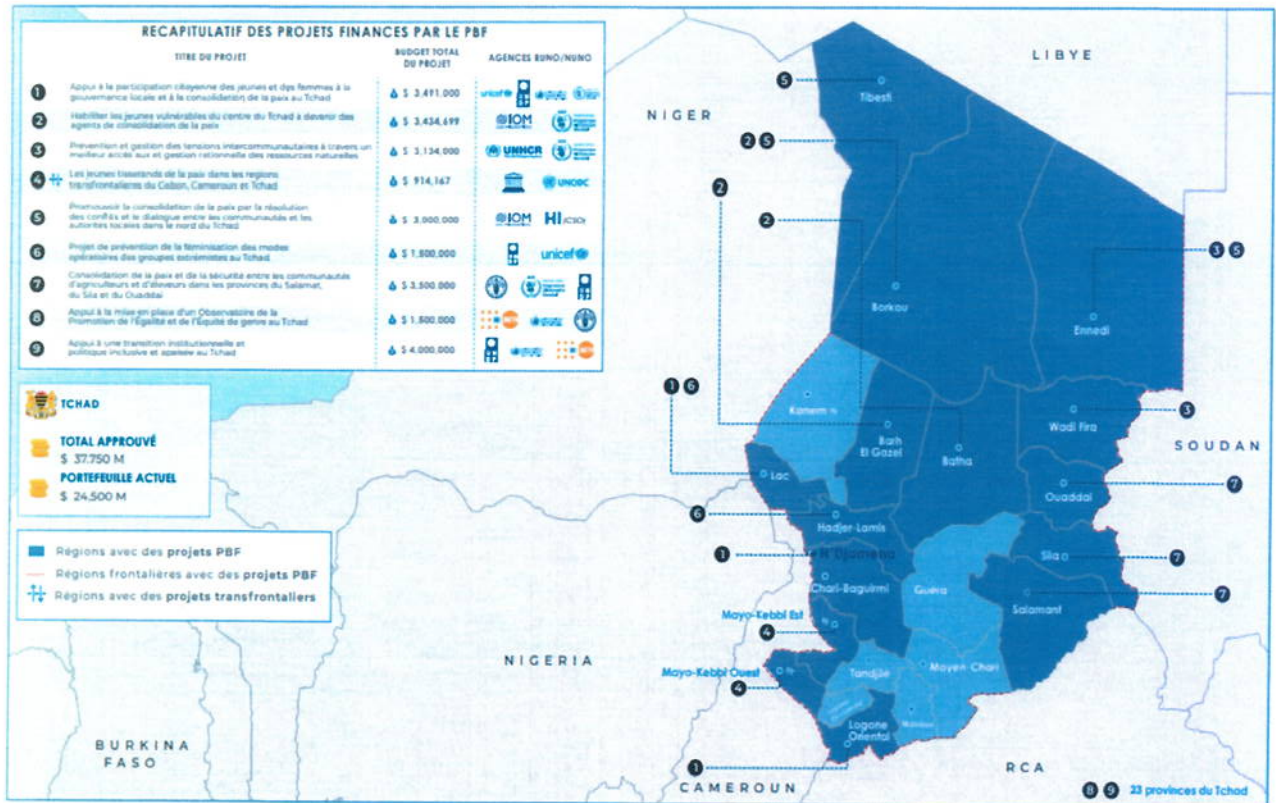 RECAPITULATIF DES PROJETS FINANCES PAR LE PBF
TITRE DU PROJET
BUDGET TOTAL
DU PROJET
AGENCES RUNO/NUNO
1 Appui à la participation citoyenne des jeunes et des femmes à la
gouvernance locale et à la consolidation de la paix au Tchad
$ 3,491,000
unicef
2 Habiliter les jeunes vulnérables du centre du Tchad à devenir des
agents de consolidation de la paix
$ 3,434,699
IOM
3 Prévention et gestion des tensions intercommunautaires à travers un
meilleur accès aux et gestion rationnelle des ressources naturelles
$ 3,134,000
UNHCR
4 Les jeunes tisserands de la paix dans les régions
transfrontalières du Gabon, Cameroun et Tchad
$ 914,167
UNODC
5 Promouvoir la consolidation de la paix par la résolution
des conflits et le dialogue entre les communautés et les
autorités locales dans le nord du Tchad
$ 3,000,000
IOM
HI (CSO)
6 Projet de prévention de la féminisation des modes
opératoires des groupes extrémistes au Tchad
$ 1,800,000
unicef
7 Consolidation de la paix et de la sécurité entre les communautés
d'agriculteurs et d'éleveurs dans les provinces du Salamat,
du Sila et du Ouaddai
$ 3,500,000
8 Appui à la mise en place d'un Observatoire de la
Promotion de l'Égalité et de l'Équité de genre au Tchad
9 Appui à une transition institutionnelle et
politique inclusive et apaisée au Tchad
$ 4,000,000
TCHAD
TOTAL APPROUVÉ
$ 37.750 M
PORTEFEUILLE ACTUEL
$ 24.500 M
Régions avec des projets PBF
Régions frontalières avec des projets PBF
Régions avec des projets transfrontaliers
LIBYE
NIGER
SOUDAN
NIGERIA
BURKINA
FASO
CAMEROUN
RCA
5
Tibesti
2 5
Borkou
2
2
3 5
Ennedi
Kanem
1 6
Lac
Barh
El Gazel
Batha
Wadi Fira
3
Ouaddai
7
6
Hadjer-Lamis
1
N'Djamena
Chari-Baguirmi
Guéra
Sila
7
Salamant
7
Mayo-Kebbi Est
4
Mayo-Kebbi Ouest
4
Tandjilé
Moyen-Chari
Logone
Oriental
1
8 9 23 provinces du Tchad